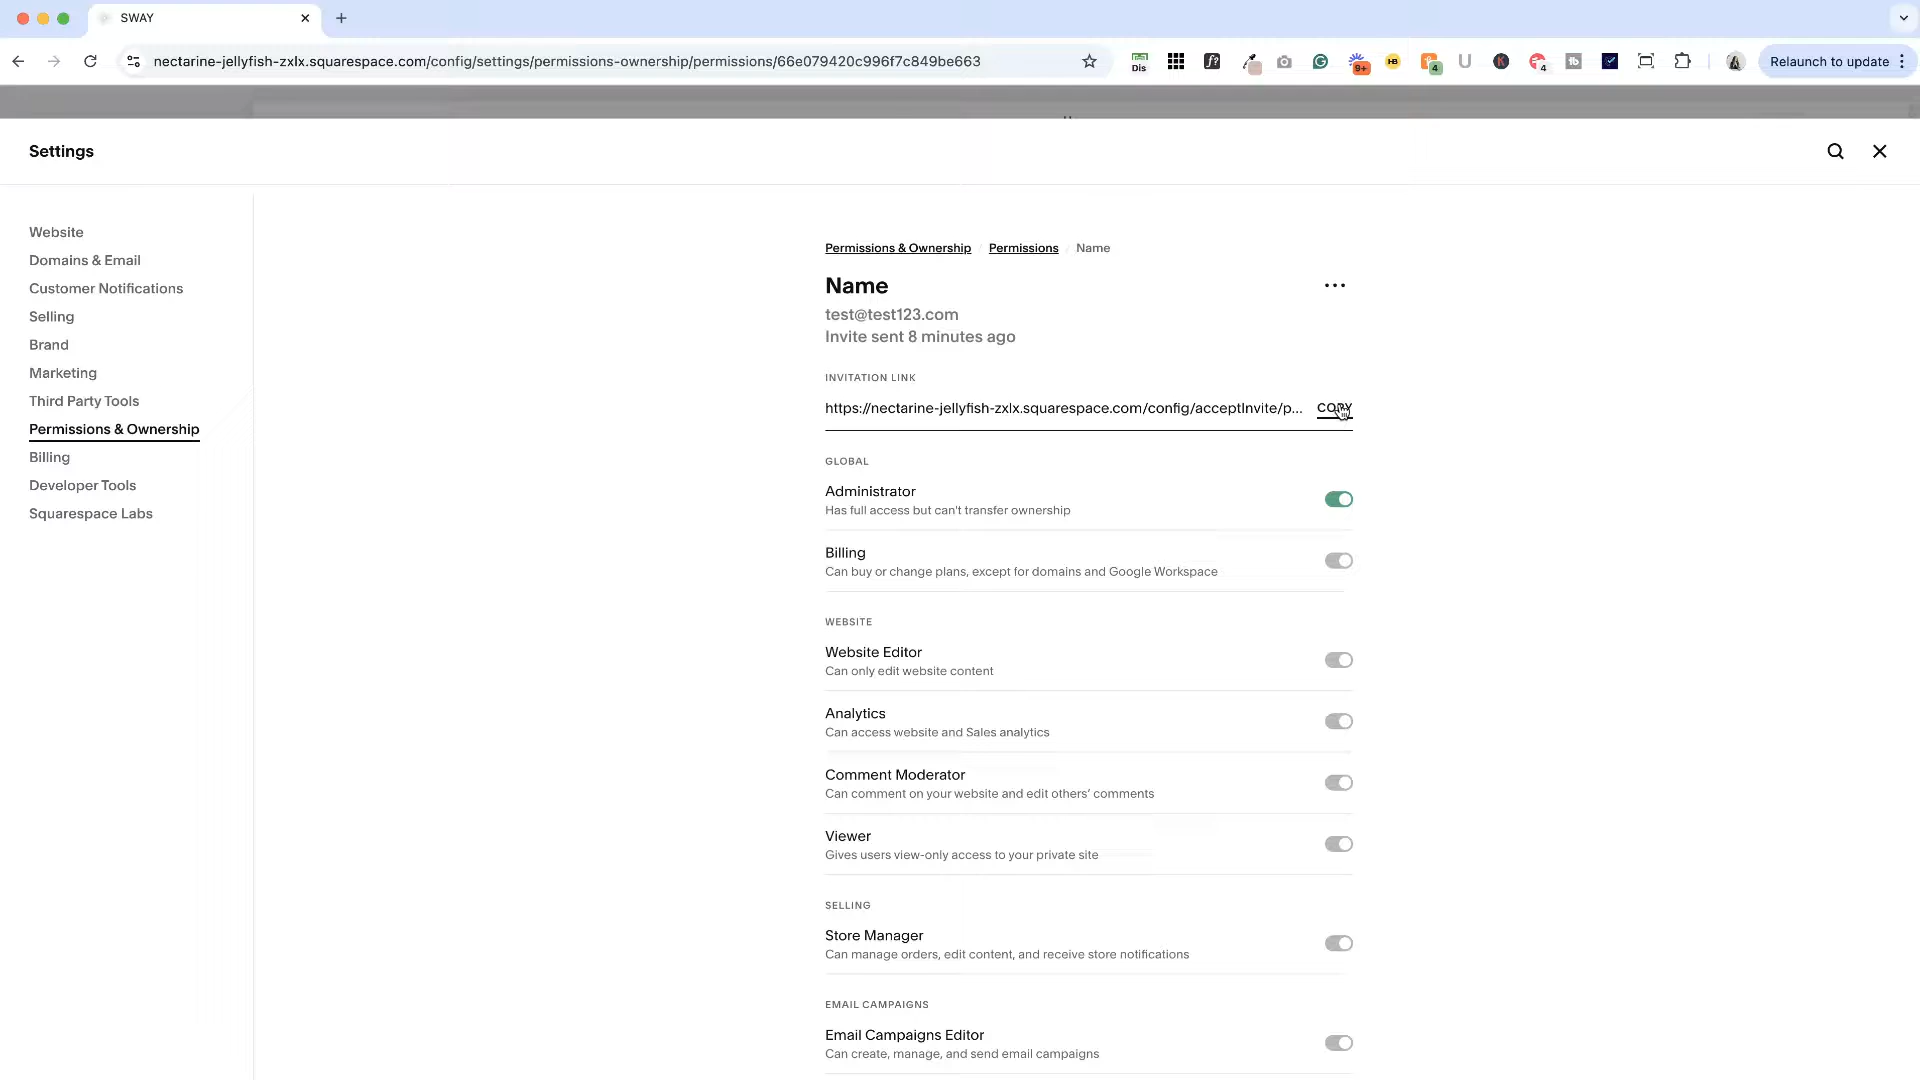 SWAY
nectarine-jellyfish-zxlx.squarespace.com/config/settings/permissions-ownership/permissions/66e079420c996f7c849be663
Dis
f?
9+
HB
4
U
K
4
tb
Relaunch to update
Settings
Website
Domains & Email
Customer Notifications
Selling
Brand
Marketing
Third Party Tools
Permissions & Ownership
Billing
Developer Tools
Squarespace Labs
Permissions & Ownership / Permissions / Name
Name
test@test123.com
Invite sent 8 minutes ago
INVITATION LINK
https://nectarine-jellyfish-zxlx.squarespace.com/config/acceptInvite/p... COPY
GLOBAL
Administrator
Has full access but can't transfer ownership
Billing
Can buy or change plans, except for domains and Google Workspace
WEBSITE
Website Editor
Can only edit website content
Analytics
Can access website and Sales analytics
Comment Moderator
Can comment on your website and edit others' comments
Viewer
Gives users view-only access to your private site
SELLING
Store Manager
Can manage orders, edit content, and receive store notifications
EMAIL CAMPAIGNS
Email Campaigns Editor
Can create, manage, and send email campaigns